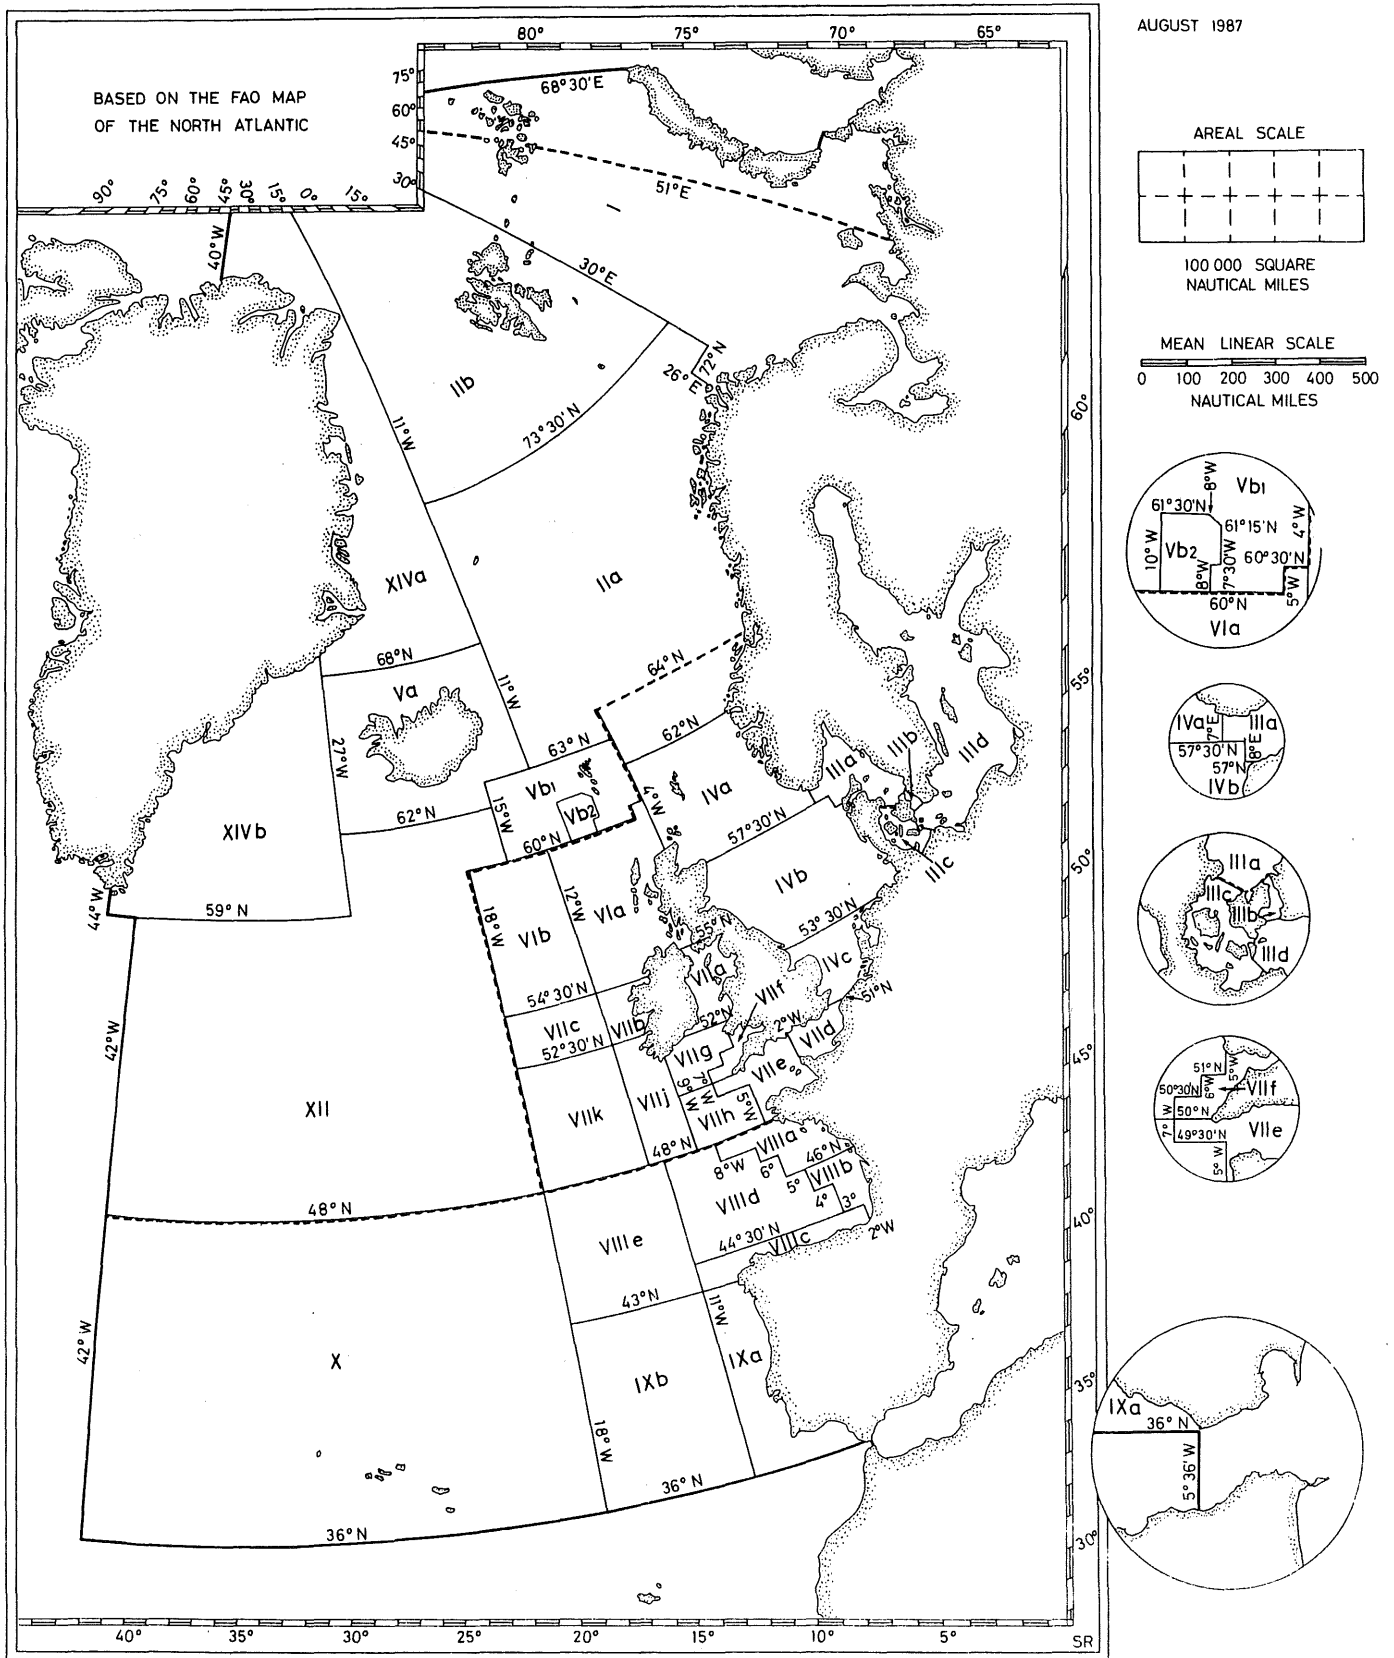 AUGUST 1987
80°
75°
70°
65°
BASED ON THE FAO MAP
OF THE NORTH ATLANTIC
75°
60°
45°
30°
90°
75°
60°
45°
30°
15°
0°
15°
68°30'E
51°E
30°E
40°W
IIb
73°30'N
26°E
72°N
11°W
60°
XIVa
IIa
68°N
Va
11°W
64°N
55°
27°W
63°N
62°N
IIIb
IIId
IIIa
Vb1
Vb2
4°W
IVa
15°W
62°N
60°N
57°30'N
XIVb
IIIc
50°
44°W
59°N
18°W
12°W
VIa
VIb
IVb
53°30'N
55°N
IVc
VIIa
54°30'N
VIIf
51°N
VIIc
VIIb
52°N
2°W
VIId
52°30'N
42°W
VIIg
VIIe
45°
XII
VIIk
VIIj
9°W
7°W
5°W
VIIh
48°N
VIIIa
46°N
8°W
6°
5°
VIIIb
4°
3°
VIIId
48°N
2°W
40°
VIIIe
44°30'N
VIIIc
43°N
11°W
42°W
X
IXb
IXa
35°
18°W
36°N
36°N
30°
40°
35°
30°
25°
20°
15°
10°
5°
SR
AREAL SCALE
100 000 SQUARE
NAUTICAL MILES
MEAN LINEAR SCALE
0 100 200 300 400 500
NAUTICAL MILES
8°W
Vb1
61°30'N
61°15'N
4°W
10°W
Vb2
7°30'W
60°30'N
8°W
5°W
60°N
VIa
IVa
7°E
IIIa
57°30'N
8°E
57°N
IVb
IIIa
IIIc
IIIb
IIId
51°N
5°W
50°30'N
6°W
VIIf
7°W
50°N
49°30'N
VIIe
5°W
IXa
36°N
5°36'W